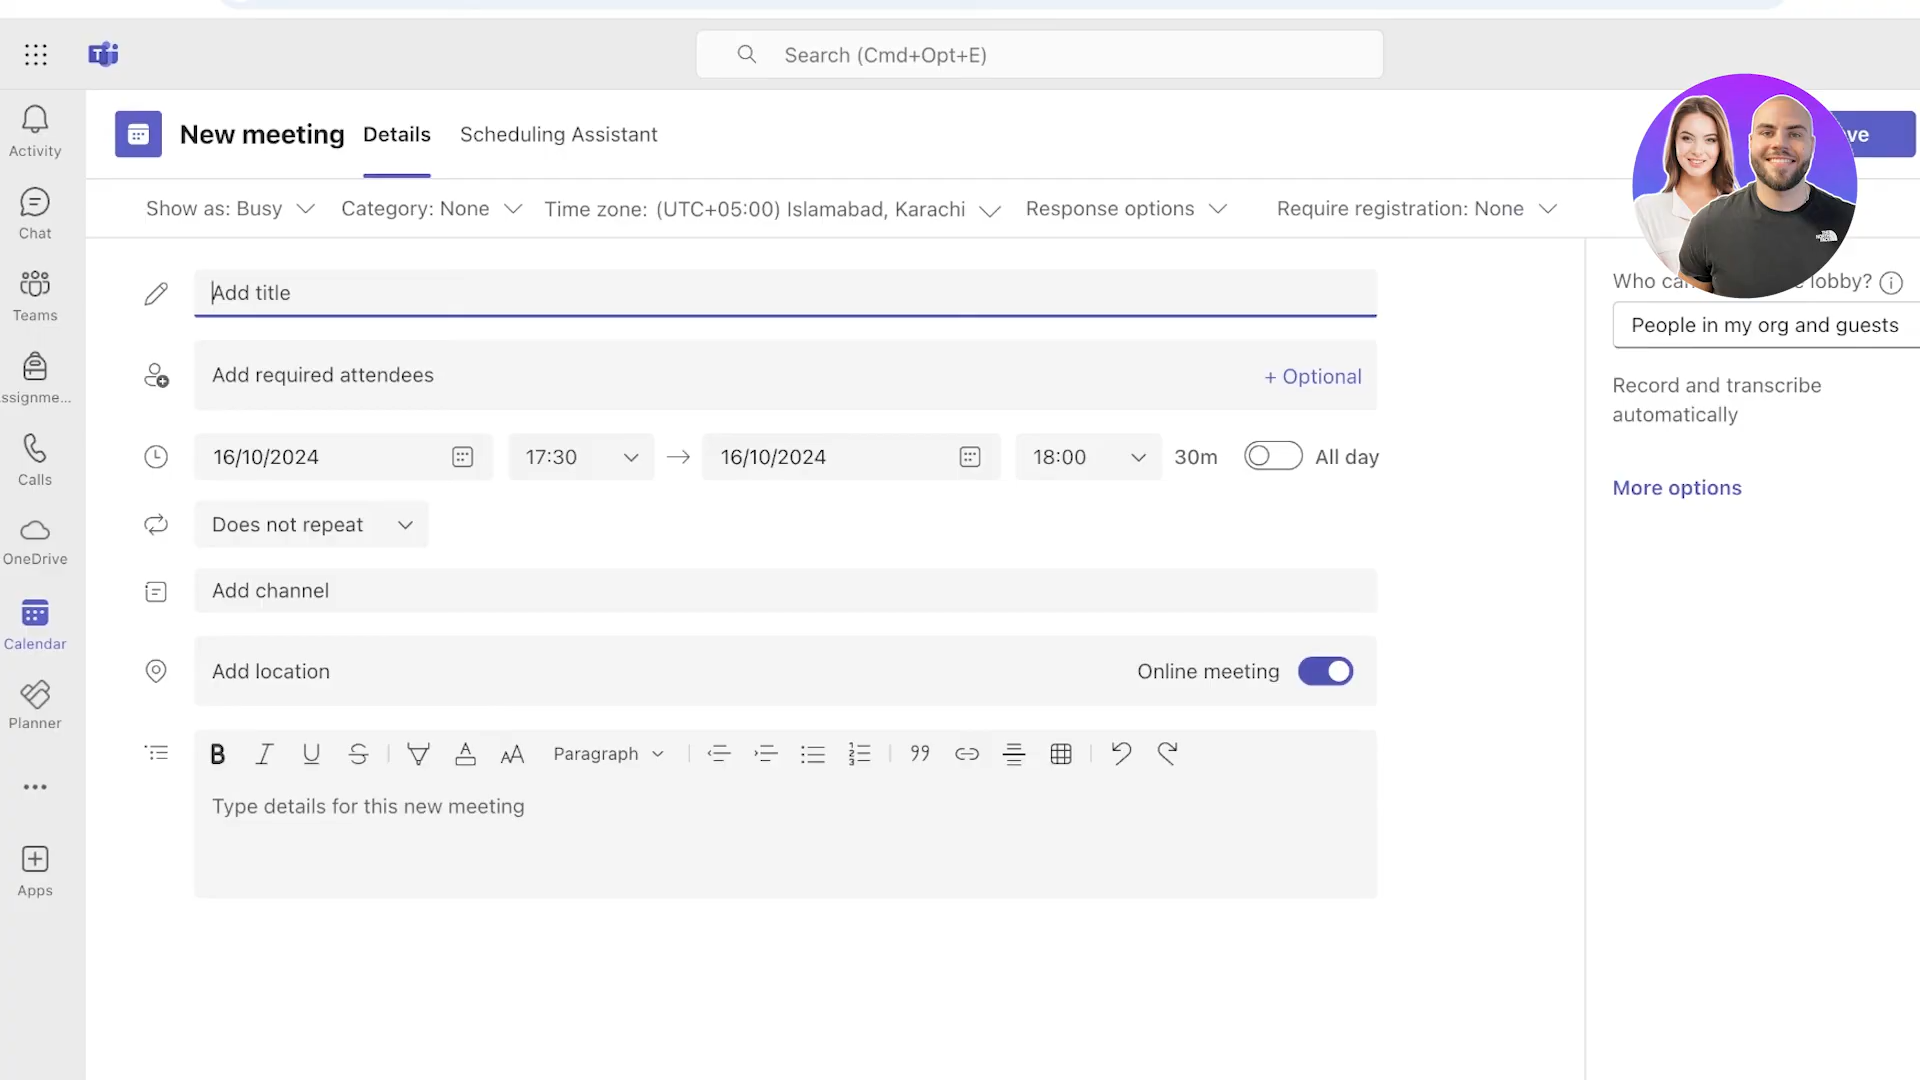 Search (Cmd+Opt+E)
Activity
Chat
Teams
ssignme...
Calls
OneDrive
Calendar
Planner
Apps
New meeting Details Scheduling Assistant
Show as: Busy Category: None Time zone: (UTC+05:00) Islamabad, Karachi Response options Require registration: None
Add title
Add required attendees + Optional
16/10/2024 17:30 → 16/10/2024 18:00 30m All day
Does not repeat
Add channel
Add location Online meeting
B I U S A AA Paragraph
Type details for this new meeting
Who can lobby?
People in my org and guests
Record and transcribe
automatically
More options